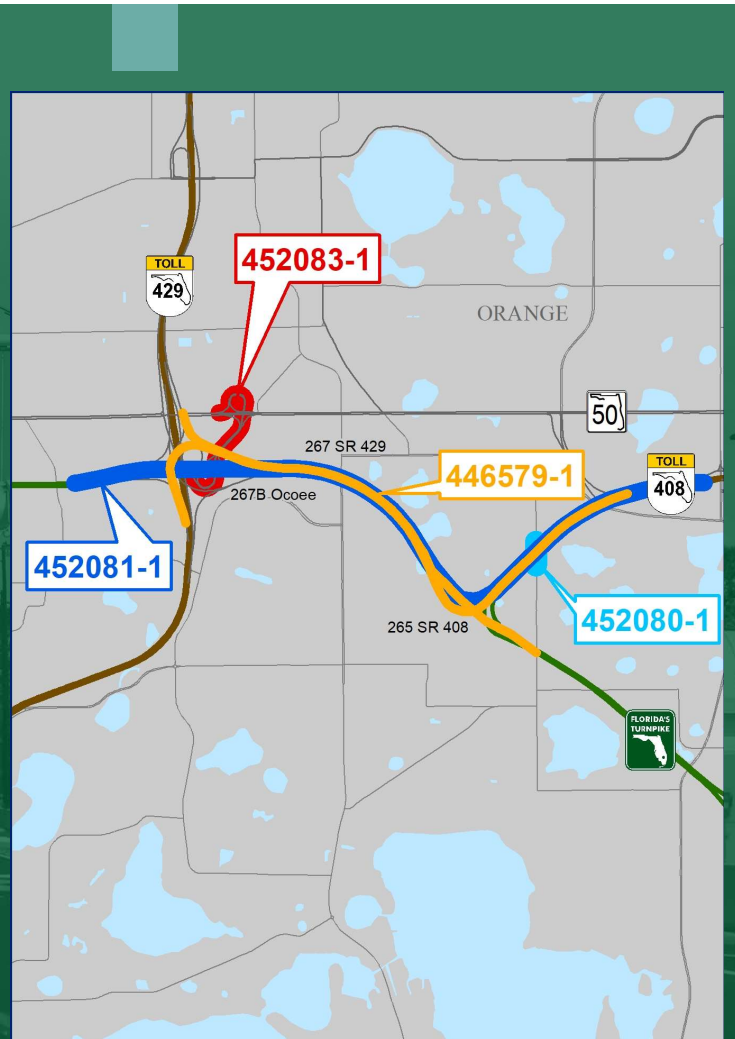 452083-1
TOLL
429
ORANGE
50
267 SR 429
446579-1
TOLL
408
267B Ocoee
452081-1
452080-1
265 SR 408
FLORIDA'S
TURNPIKE